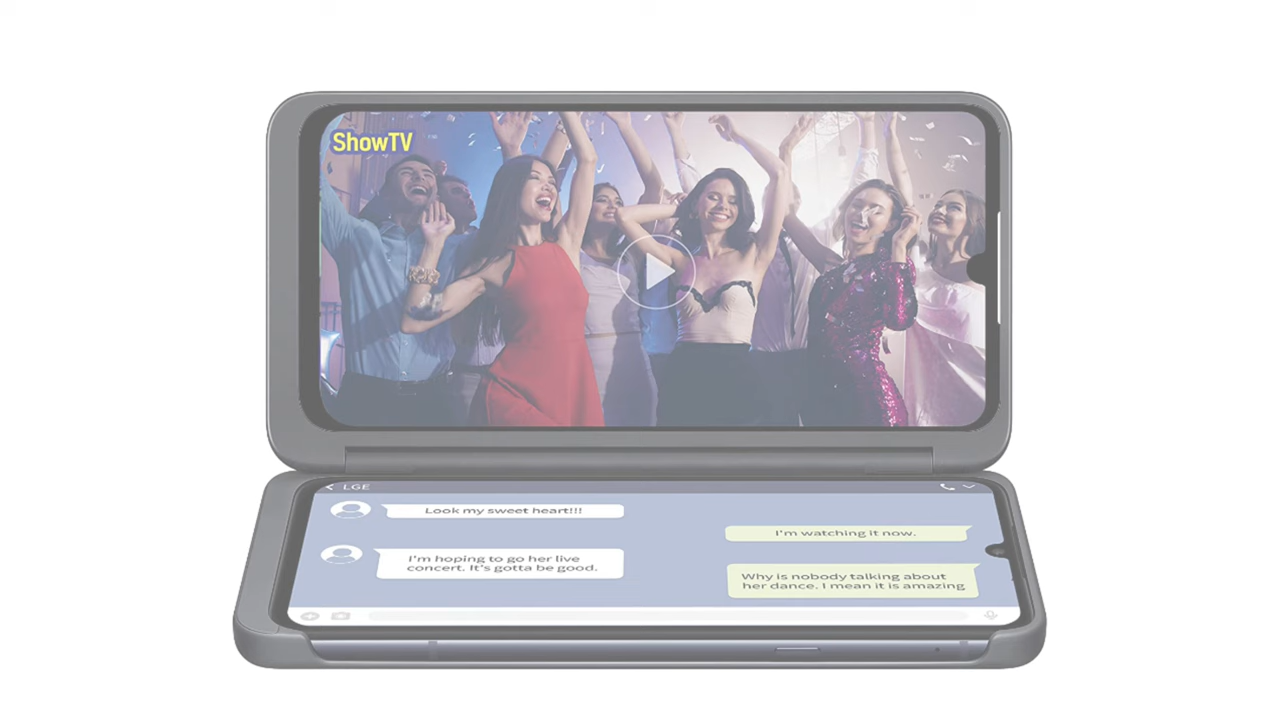 ShowTV
LGE
Look my sweet heart!!!
I'm watching it now.
I'm hoping to go her live
concert. It's gotta be good.
Why is nobody talking about
her dance. I mean it is amazing